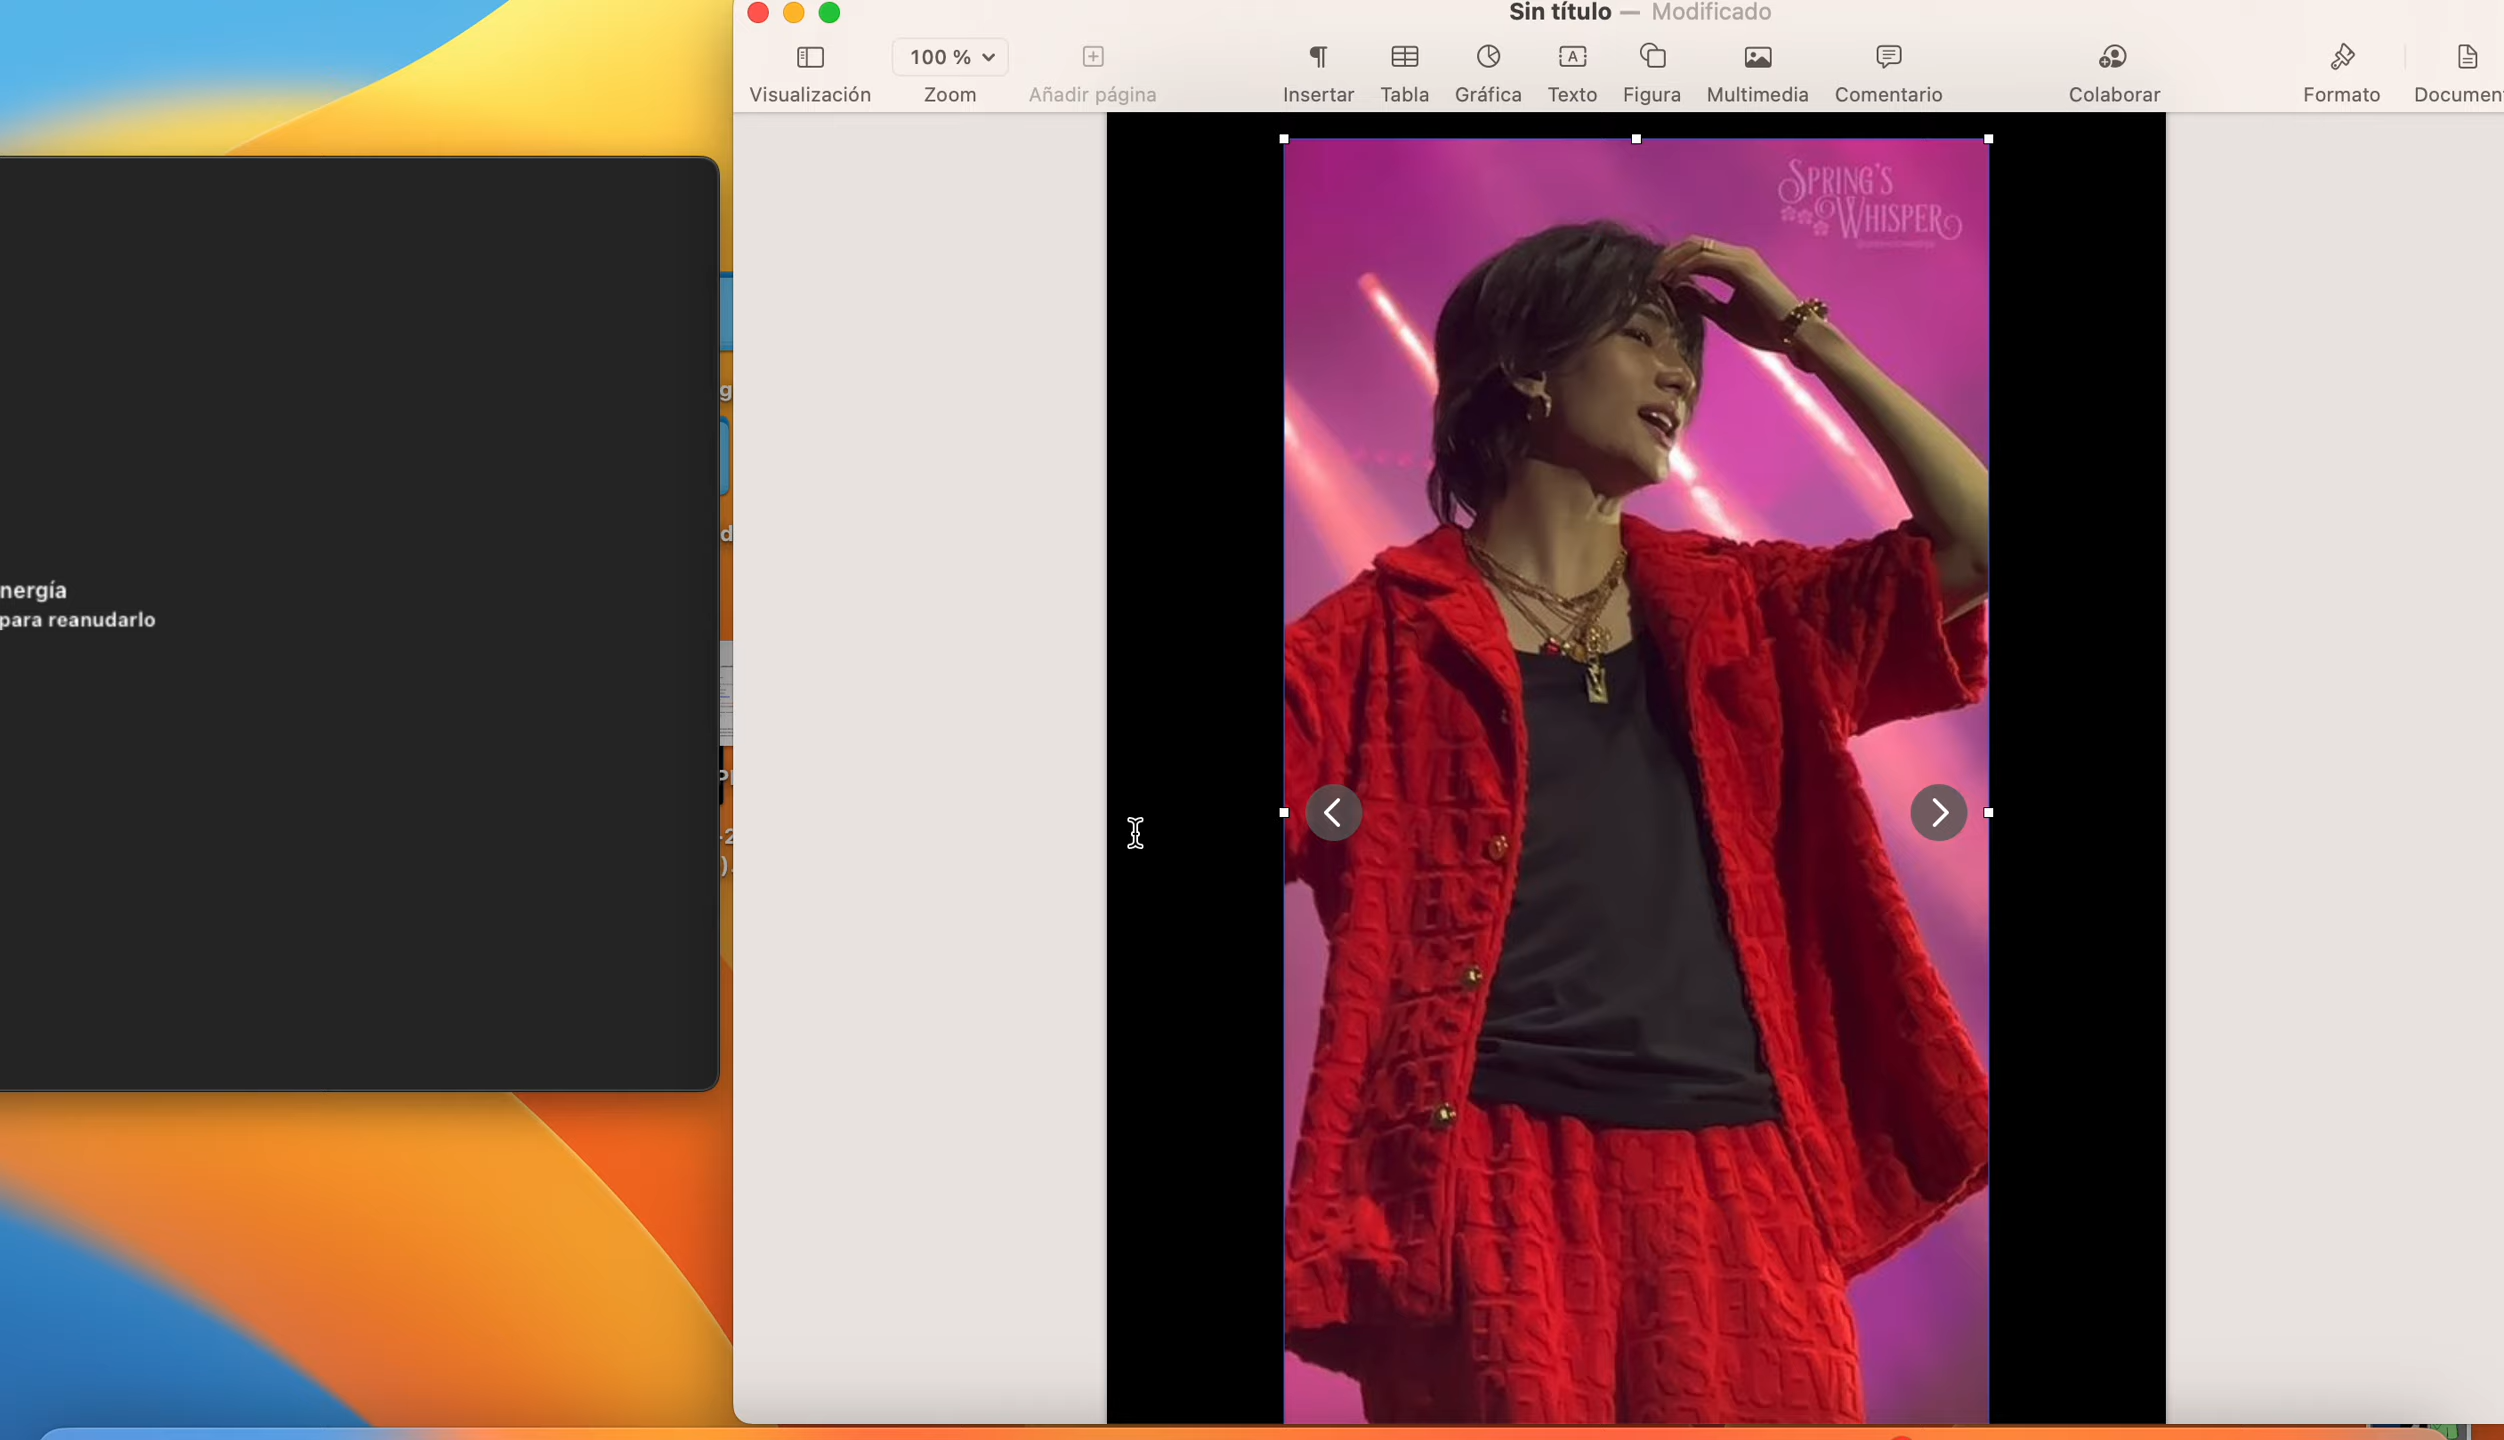 Sin título — Modificado
100 %
Visualización
Zoom
Añadir página
Insertar
Tabla
Gráfica
Texto
Figura
Multimedia
Comentario
Colaborar
Formato
Documen
nergía
para reanudarlo
SPRING'S
WHISPER